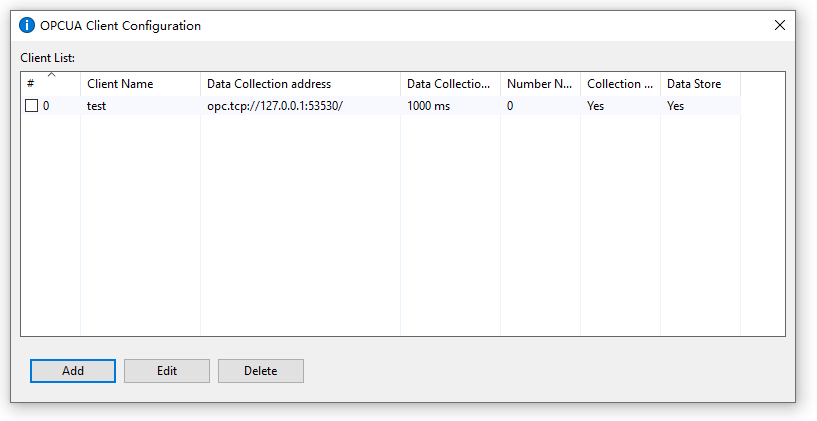 OPCUA Client Configuration
Client List:
# Client Name Data Collection address Data Collectio... Number N... Collection ... Data Store
0 test opc.tcp://127.0.0.1:53530/ 1000 ms 0 Yes Yes
Add Edit Delete